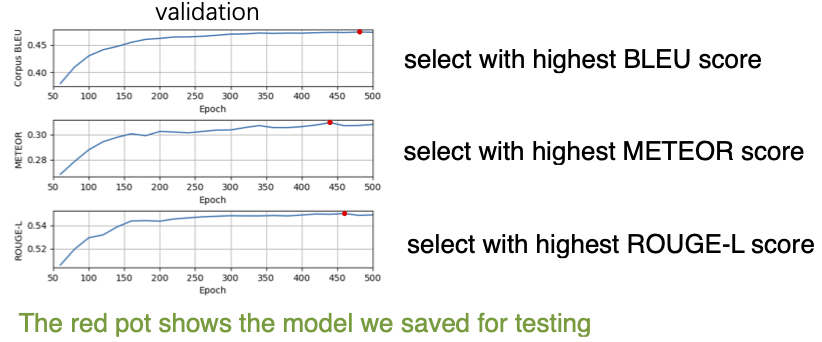 validation
Corpus BLEU
0.45
0.40
50 100 150 200 250 300 350 400 450 500
Epoch
select with highest BLEU score
METEOR
0.30
0.28
50 100 150 200 250 300 350 400 450 500
Epoch
select with highest METEOR score
ROUGE-L
0.54
0.52
50 100 150 200 250 300 350 400 450 500
Epoch
select with highest ROUGE-L score
The red pot shows the model we saved for testing